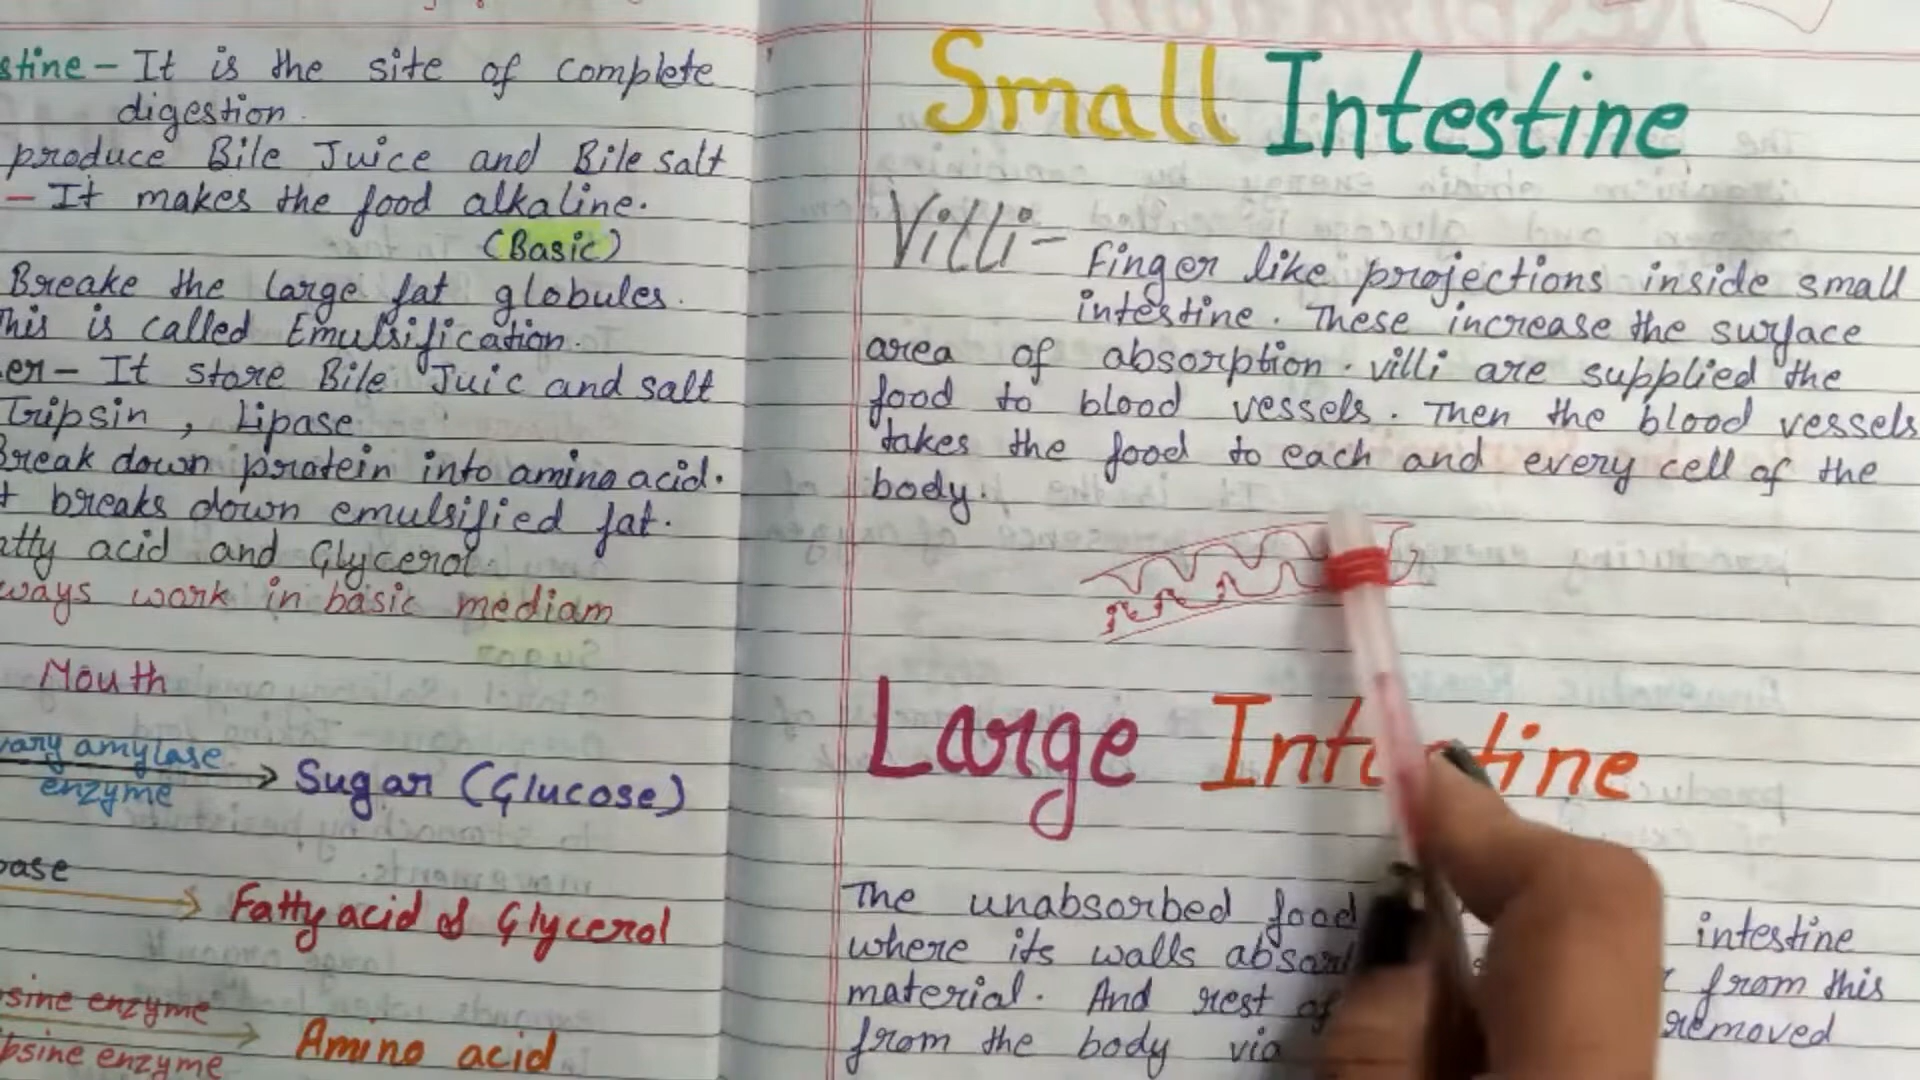 stine - It is the site of complete
digestion.
produce Bile Juice and Bile salt
- It makes the food alkaline.
(Basic)
Breake the large fat globules.
This is called Emulsification.
er - It store Bile Juic and salt
Tripsin , Lipase
Break down protein into amino acid.
t breaks down emulsified fat.
atty acid and Glycerol.
ways work in basic mediam
Mouth
vary amylase
enzyme
Sugar (Glucose)
pase
Fatty acid & Glycerol
sine enzyme
psine enzyme
Amino acid
Small Intestine
Villi - Finger like projections inside small
intestine. These increase the surface
area of absorption. villi are supplied the
food to blood vessels. Then the blood vessels
takes the food to each and every cell of the
body.
Large Intestine
The unabsorbed food intestine
where its walls from this
material. And rest of removed
from the body via